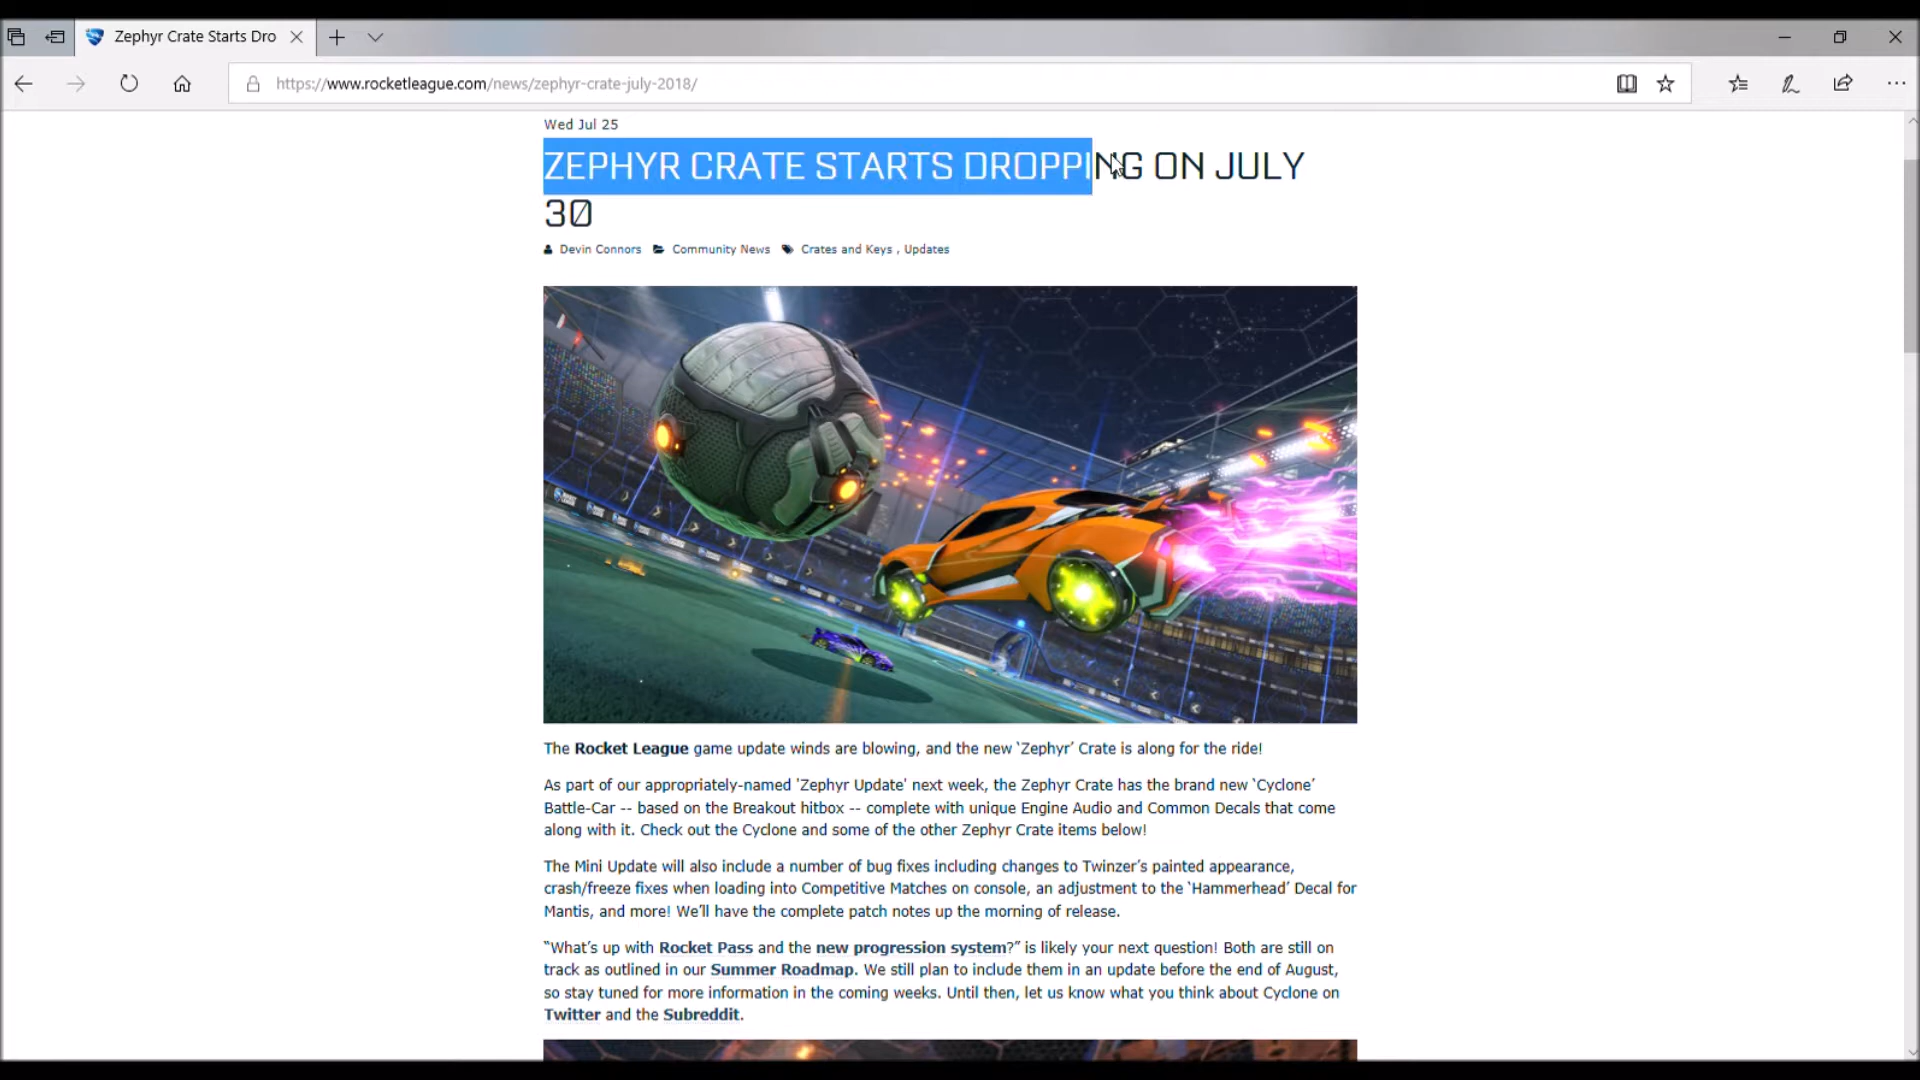 Zephyr Crate Starts Dro
https://www.rocketleague.com/news/zephyr-crate-july-2018/
Wed Jul 25
ZEPHYR CRATE STARTS DROPPING ON JULY
30
Devin Connors Community News Crates and Keys , Updates
The Rocket League game update winds are blowing, and the new ‘Zephyr’ Crate is along for the ride!
As part of our appropriately-named 'Zephyr Update' next week, the Zephyr Crate has the brand new ‘Cyclone’
Battle-Car -- based on the Breakout hitbox -- complete with unique Engine Audio and Common Decals that come
along with it. Check out the Cyclone and some of the other Zephyr Crate items below!
The Mini Update will also include a number of bug fixes including changes to Twinzer’s painted appearance,
crash/freeze fixes when loading into Competitive Matches on console, an adjustment to the ‘Hammerhead’ Decal for
Mantis, and more! We’ll have the complete patch notes up the morning of release.
“What’s up with Rocket Pass and the new progression system?” is likely your next question! Both are still on
track as outlined in our Summer Roadmap. We still plan to include them in an update before the end of August,
so stay tuned for more information in the coming weeks. Until then, let us know what you think about Cyclone on
Twitter and the Subreddit.